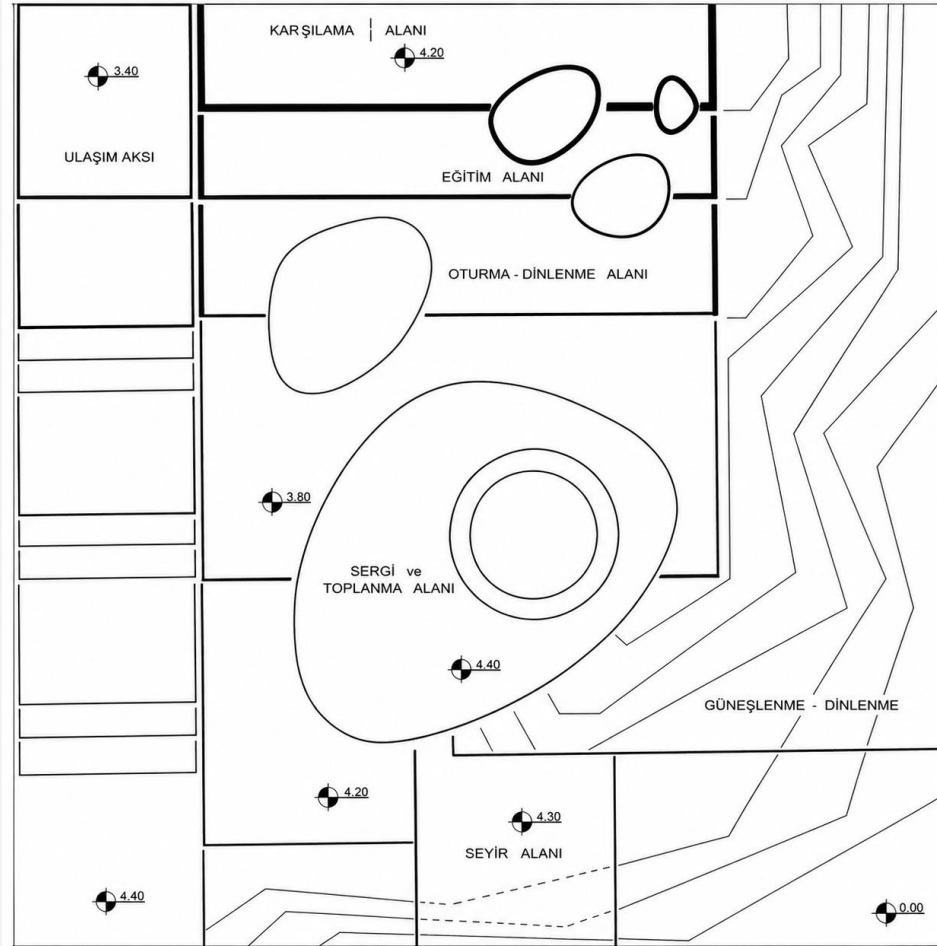 KARŞILAMA ALANI
4.20
3.40
ULAŞIM AKSI
EĞİTİM ALANI
OTURMA - DİNLENME ALANI
3.80
SERGİ ve
TOPLANMA ALANI
4.40
GÜNEŞLENME - DİNLENME
4.20
4.30
SEYİR ALANI
4.40
0.00